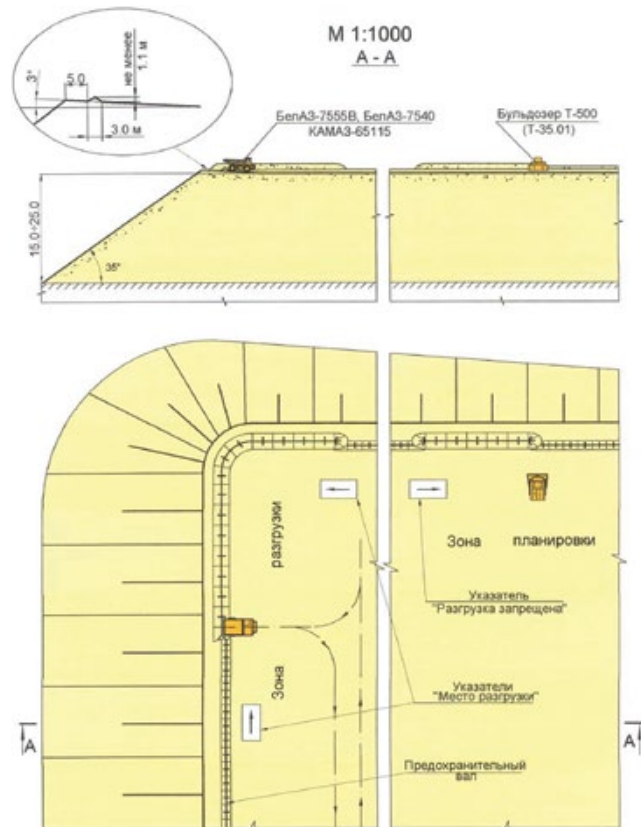 М 1:1000
А - А
3°
5.0
не менее
1.1 м
3.0 м
БелАЗ-7555В, БелАЗ-7540
КАМАЗ-65115
Бульдозер Т-500
(Т-35.01)
15.0÷25.0
35°
разгрузки
Зона
Зона планировки
Указатель
"Разгрузка запрещена"
Указатели
"Место разгрузки"
Предохранительный
вал
А
А